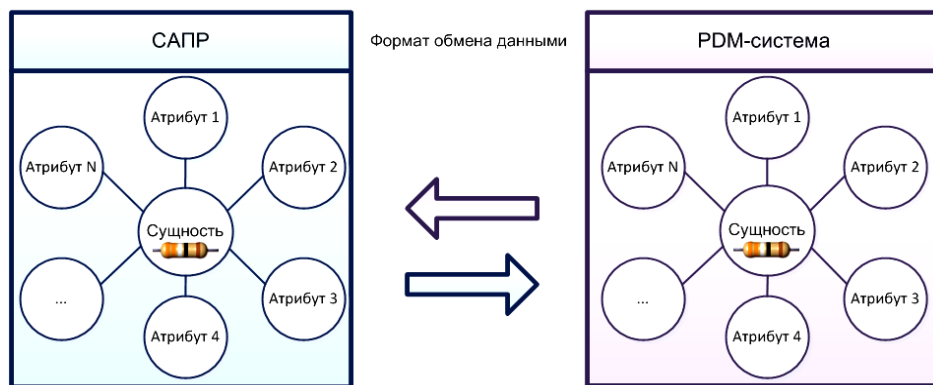 САПР
Формат обмена данными
PDM-система
Атрибут 1
Атрибут N
Атрибут 2
Сущность
...
Атрибут 3
Атрибут 4
Атрибут 1
Атрибут N
Атрибут 2
Сущность
...
Атрибут 3
Атрибут 4